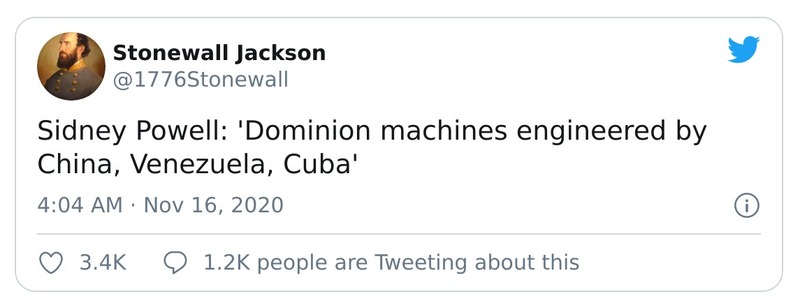 Stonewall Jackson
@1776Stonewall
Sidney Powell: 'Dominion machines engineered by
China, Venezuela, Cuba'
4:04 AM · Nov 16, 2020
3.4K 1.2K people are Tweeting about this